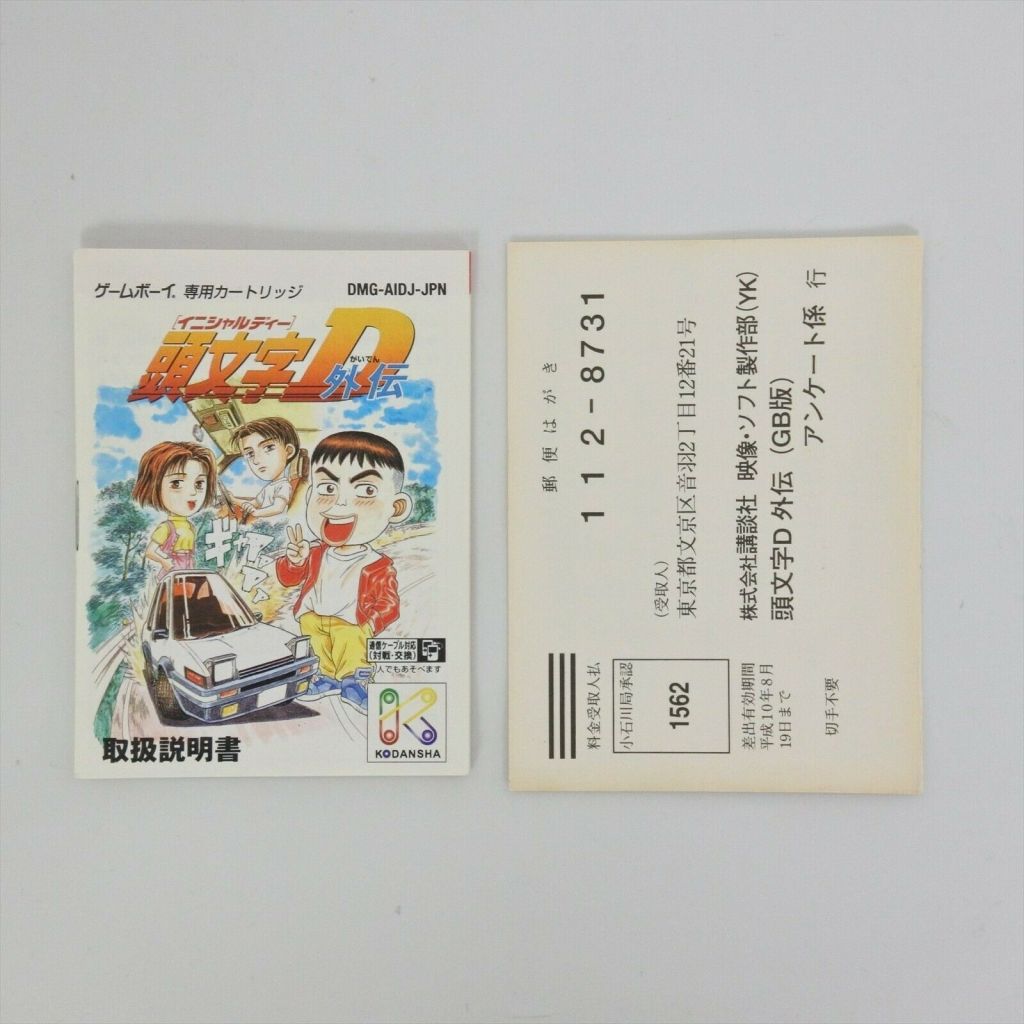 ゲームボーイ® 専用カートリッジ
DMG-AIDJ-JPN
[イニシャルディー]
頭文字D
がいでん
外伝
ギャアアア
通信ケーブル対応
(対戦・交換)
1人でもあそべます
KODANSHA
取扱説明書
郵便はがき
112-8731
(受取人)
東京都文京区音羽2丁目12番21号
株式会社講談社 映像・ソフト製作部(YK)
頭文字D 外伝 (GB版)
アンケート係 行
料金受取人払
小石川局承認
1562
差出有効期間
平成10年8月
19日まで
切手不要